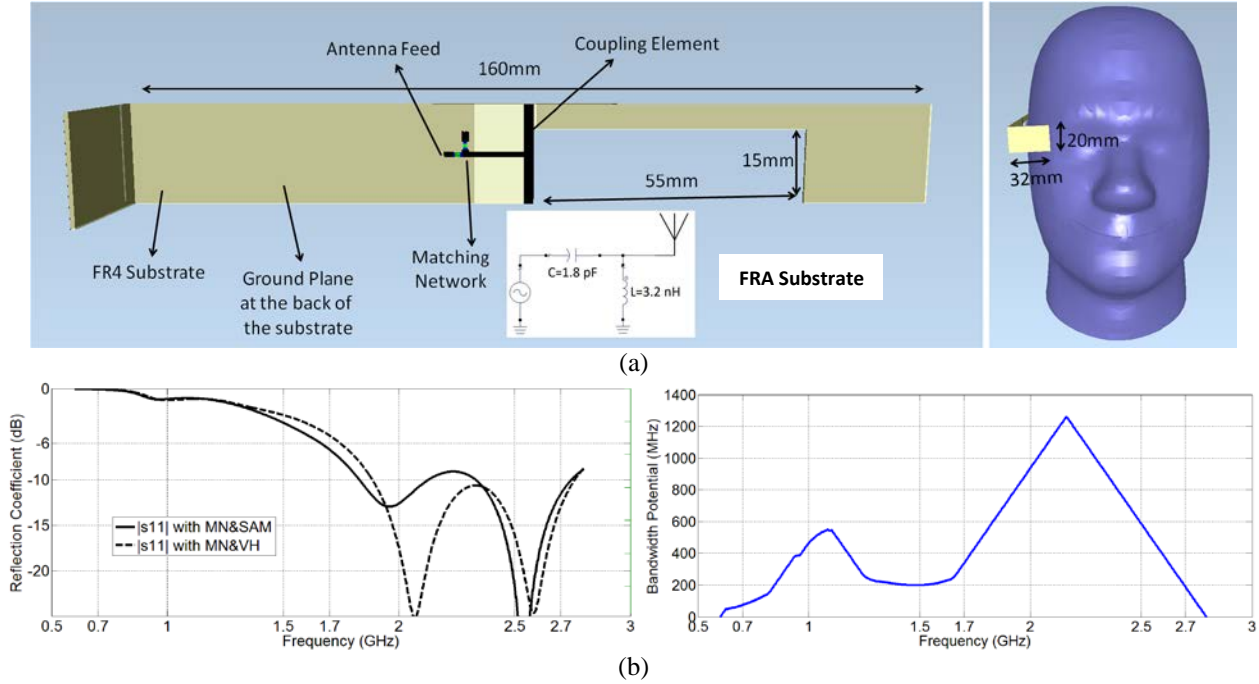 Antenna Feed
Coupling Element
160mm
15mm
55mm
FR4 Substrate
Ground Plane
at the back of
the substrate
Matching
Network
C=1.8 pF
L=3.2 nH
FRA Substrate
20mm
32mm
(a)
Reflection Coefficient (dB)
0
-6
-10
-15
-20
|s11| with MN&SAM
|s11| with MN&VH
0.5 0.7 1 1.5 1.7 2 2.5 2.7 3
Frequency (GHz)
Bandwidth Potential (MHz)
1400
1200
1000
800
600
400
200
0
0.5 0.7 1 1.5 1.7 2 2.5 2.7 3
Frequency (GHz)
(b)